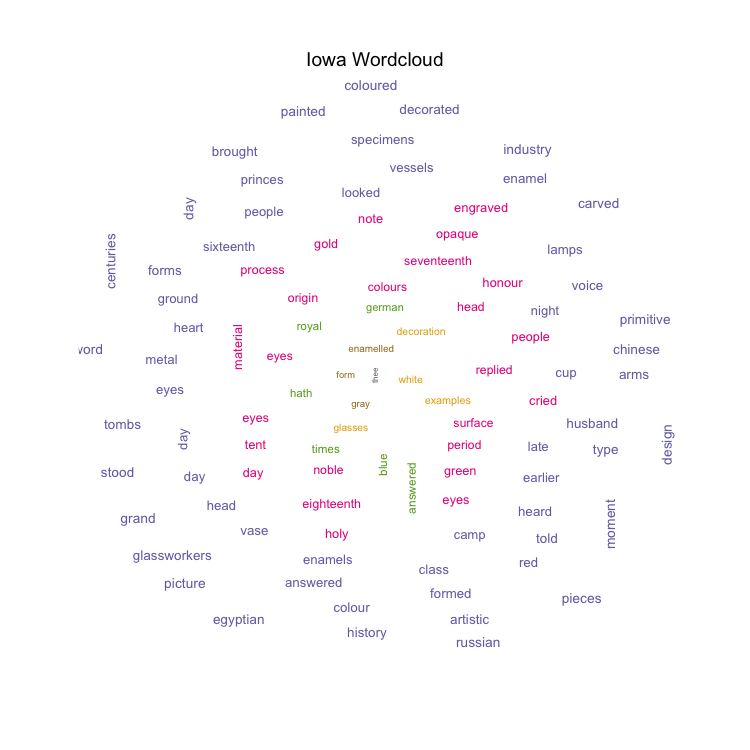 Iowa Wordcloud
coloured
painted
decorated
specimens
brought
industry
vessels
princes
enamel
looked
day
people
engraved
carved
note
opaque
sixteenth
gold
centuries
seventeenth
lamps
forms
process
colours
honour
voice
ground
origin
german
head
night
primitive
heart
royal
decoration
people
material
word
enamelled
chinese
metal
eyes
form
thee
white
replied
cup
arms
eyes
hath
gray
examples
cried
tombs
eyes
glasses
surface
husband
day
tent
times
period
late
type
design
stood
day
day
noble
blue
answered
green
earlier
head
eighteenth
eyes
heard
moment
grand
vase
holy
camp
told
glassworkers
enamels
class
red
picture
answered
formed
pieces
colour
egyptian
artistic
history
russian